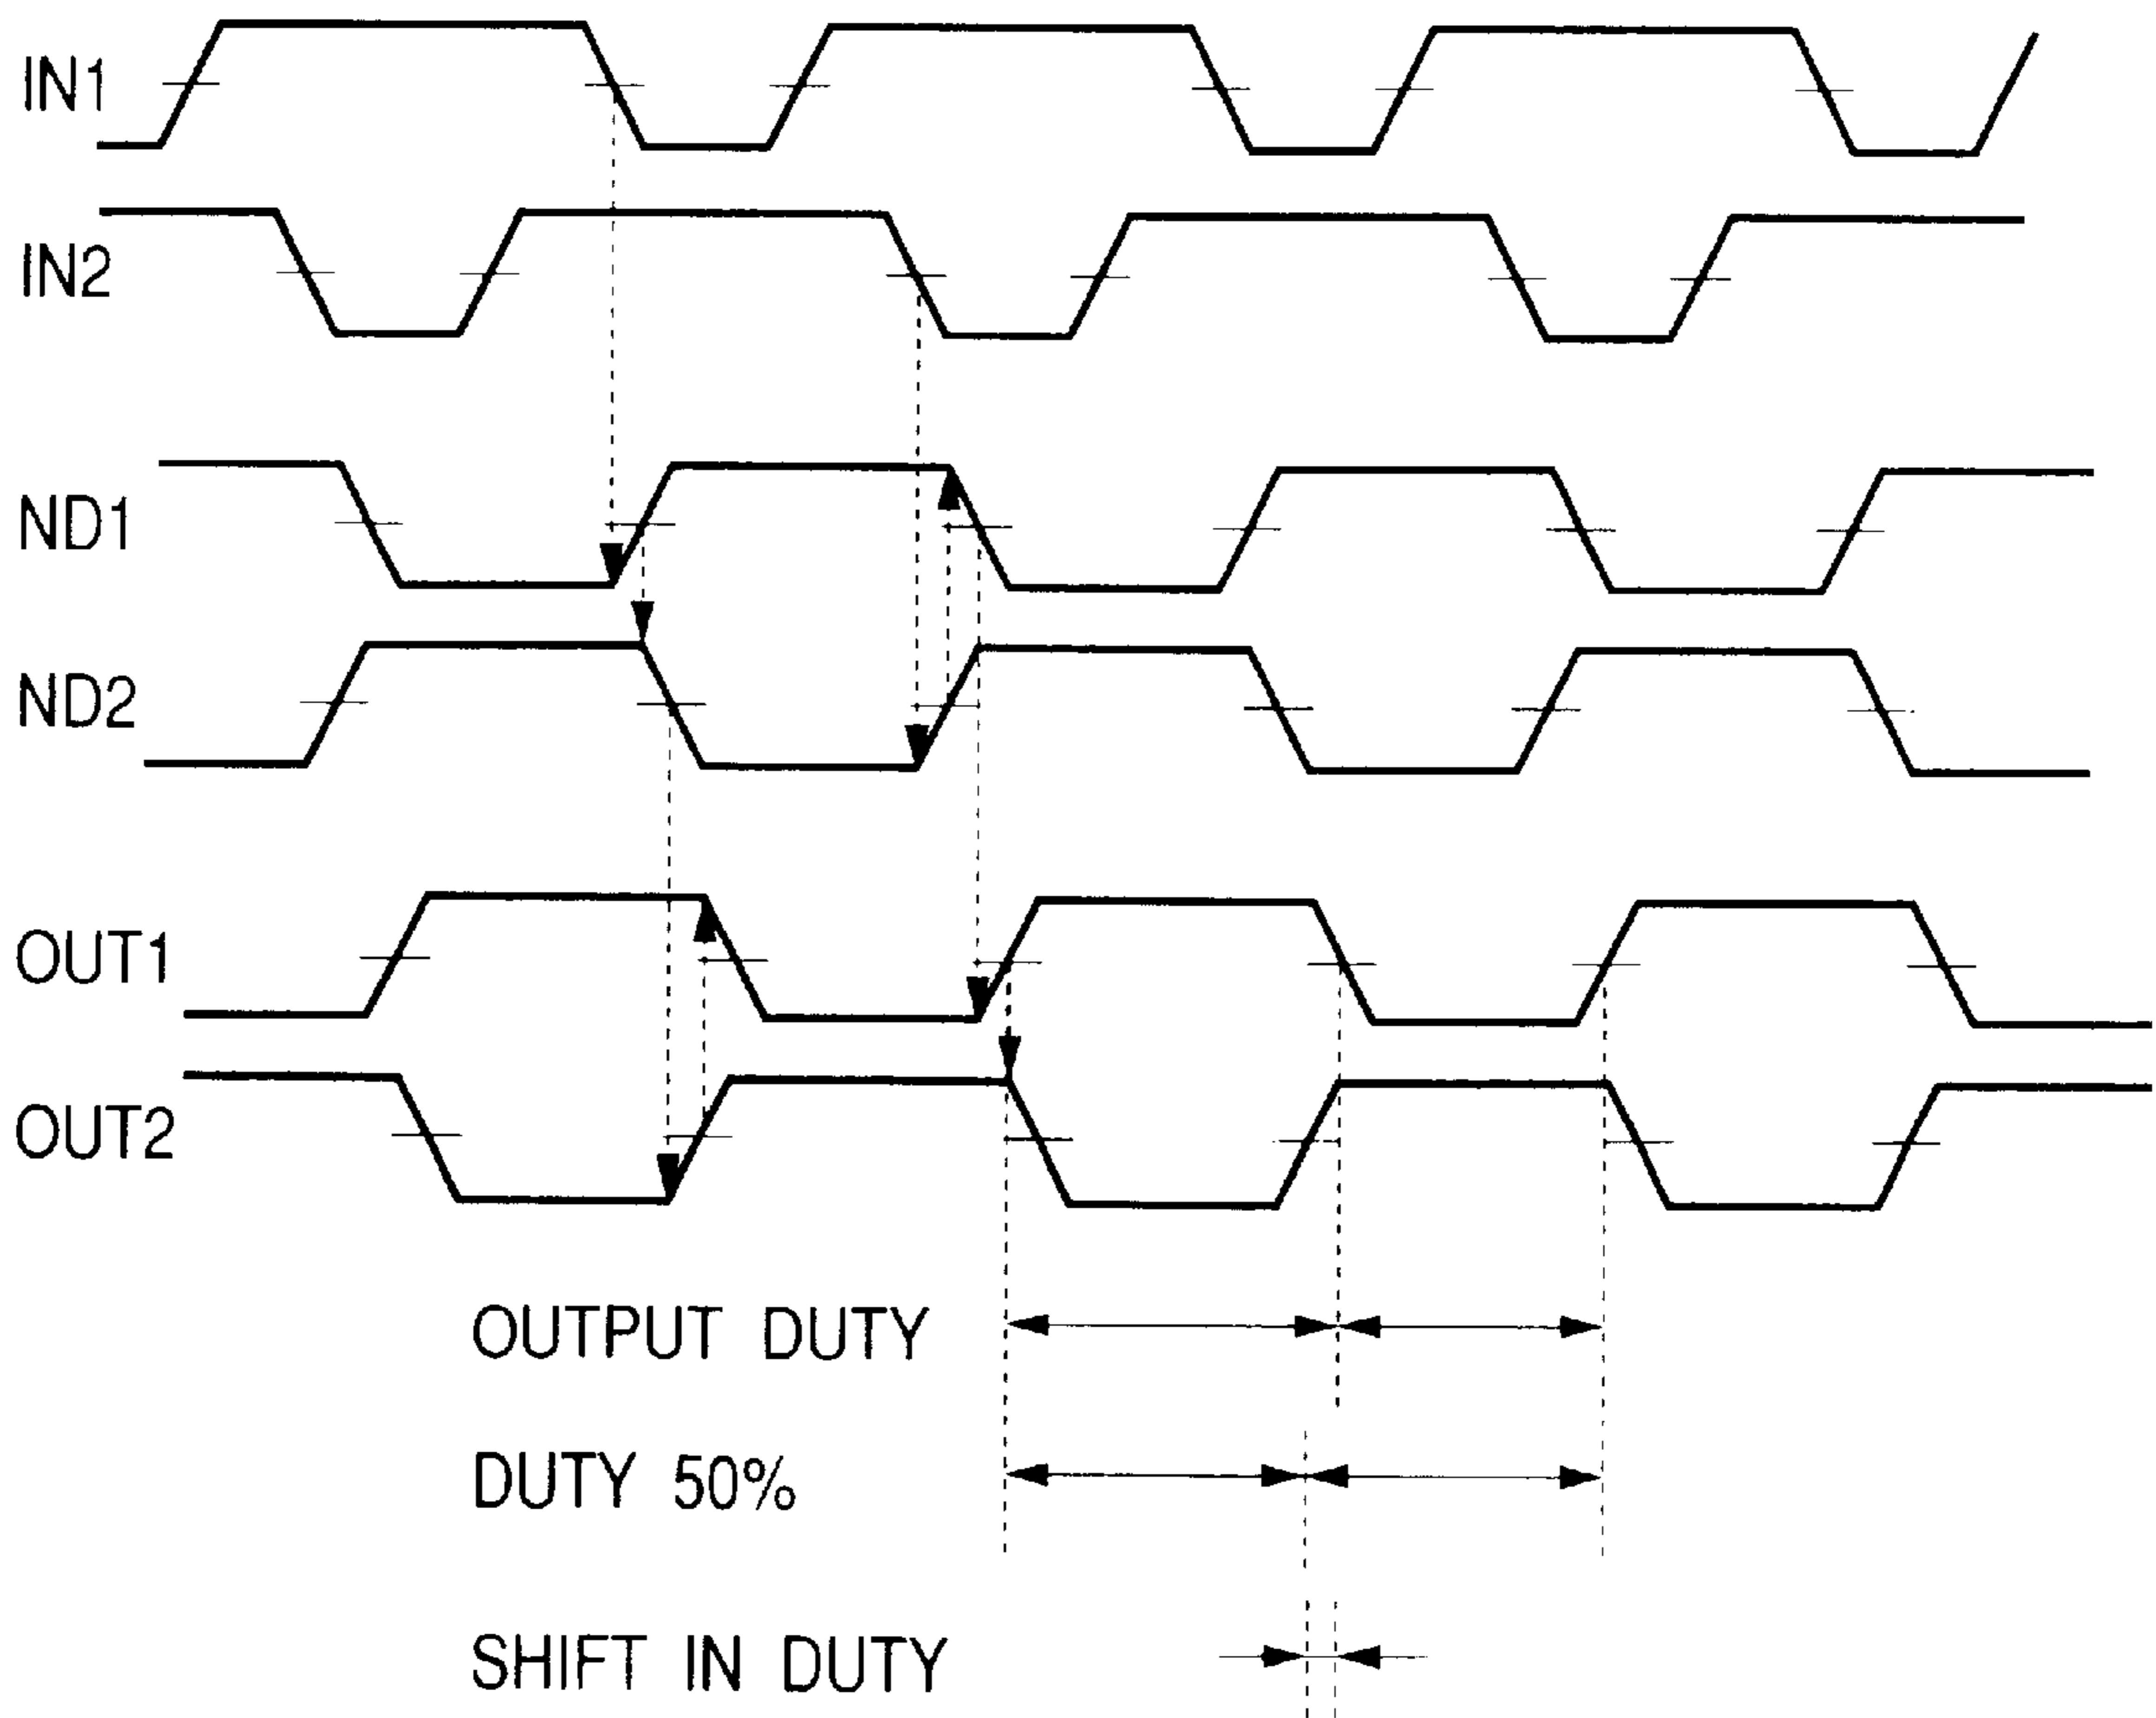 IN1
IN2
ND1
ND2
OUT1
OUT2
OUTPUT DUTY
DUTY 50%
SHIFT IN DUTY